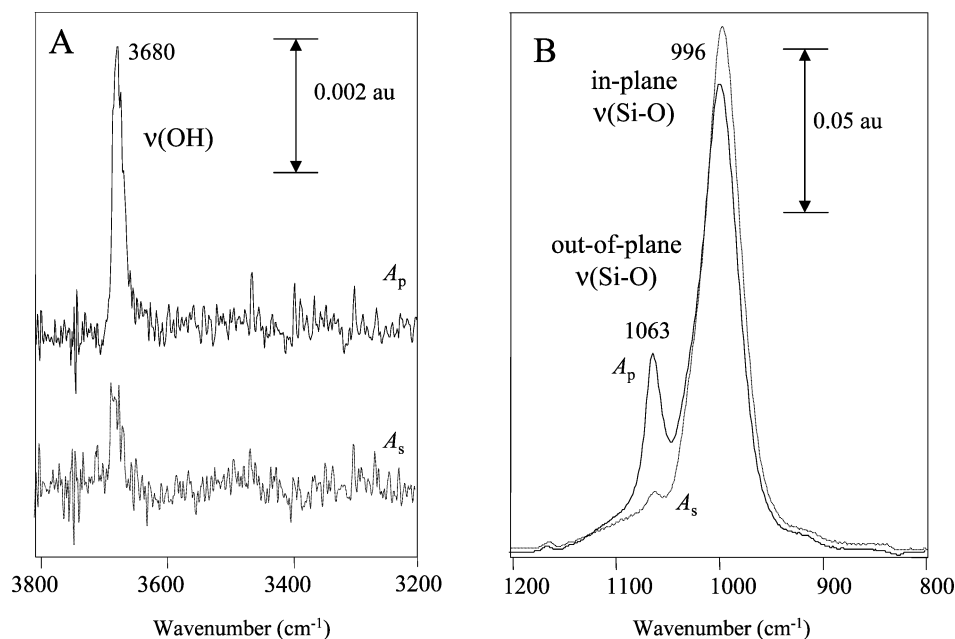 A
3680
0.002 au
ν(OH)
A_p
A_s
3800 3600 3400 3200
Wavenumber (cm⁻¹)
B
996
in-plane
ν(Si-O)
0.05 au
out-of-plane
ν(Si-O)
1063
A_p
A_s
1200 1100 1000 900 800
Wavenumber (cm⁻¹)